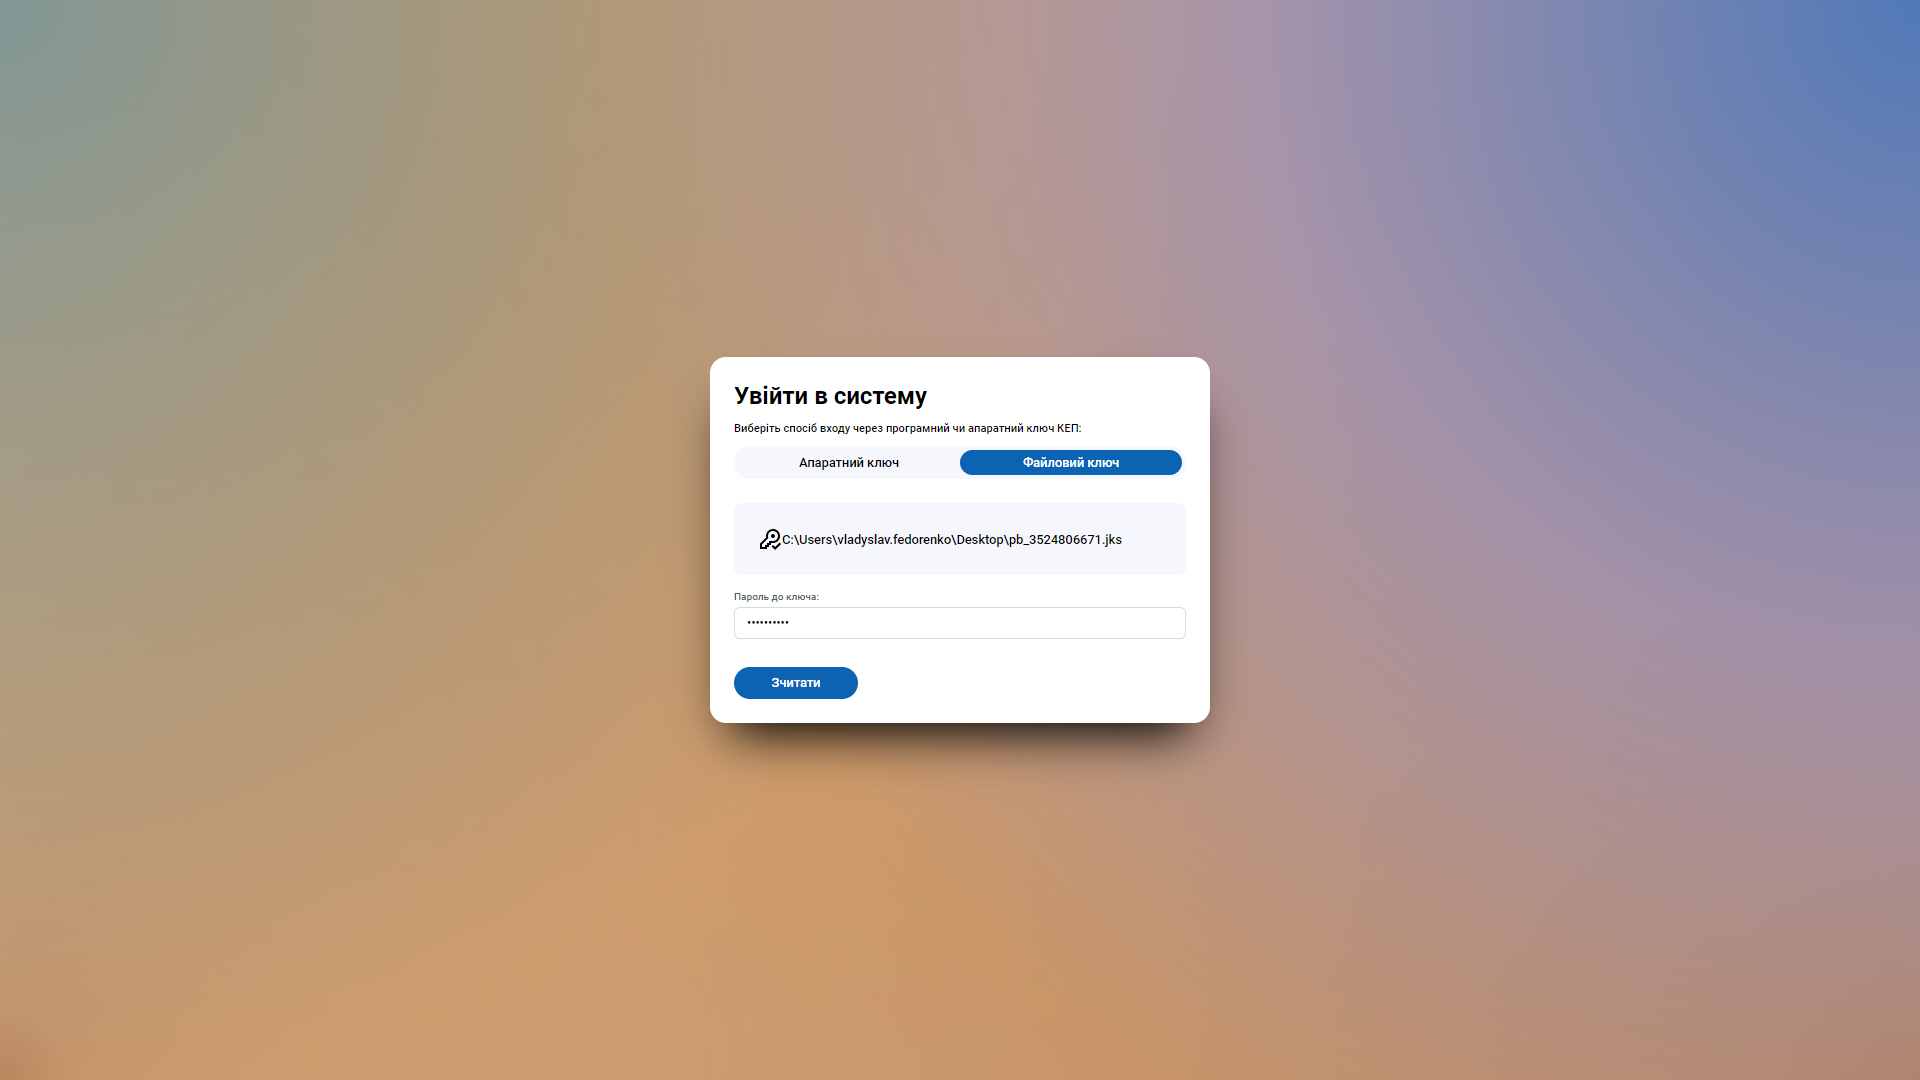 Увійти в систему
Виберіть спосіб входу через програмний чи апаратний ключ КЕП:
Апаратний ключ Файловий ключ
C:\Users\vladyslav.fedorenko\Desktop\pb_3524806671.jks
Пароль до ключа:
••••••••••
Зчитати